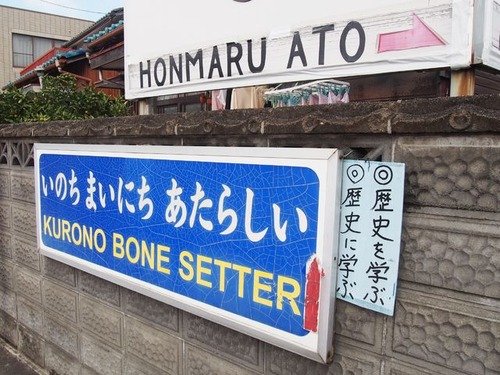 HONMARU ATO
いのち まいにち あたらしい
KURONO BONE SETTER
◎歴史を学ぶ
◎歴史に学ぶ